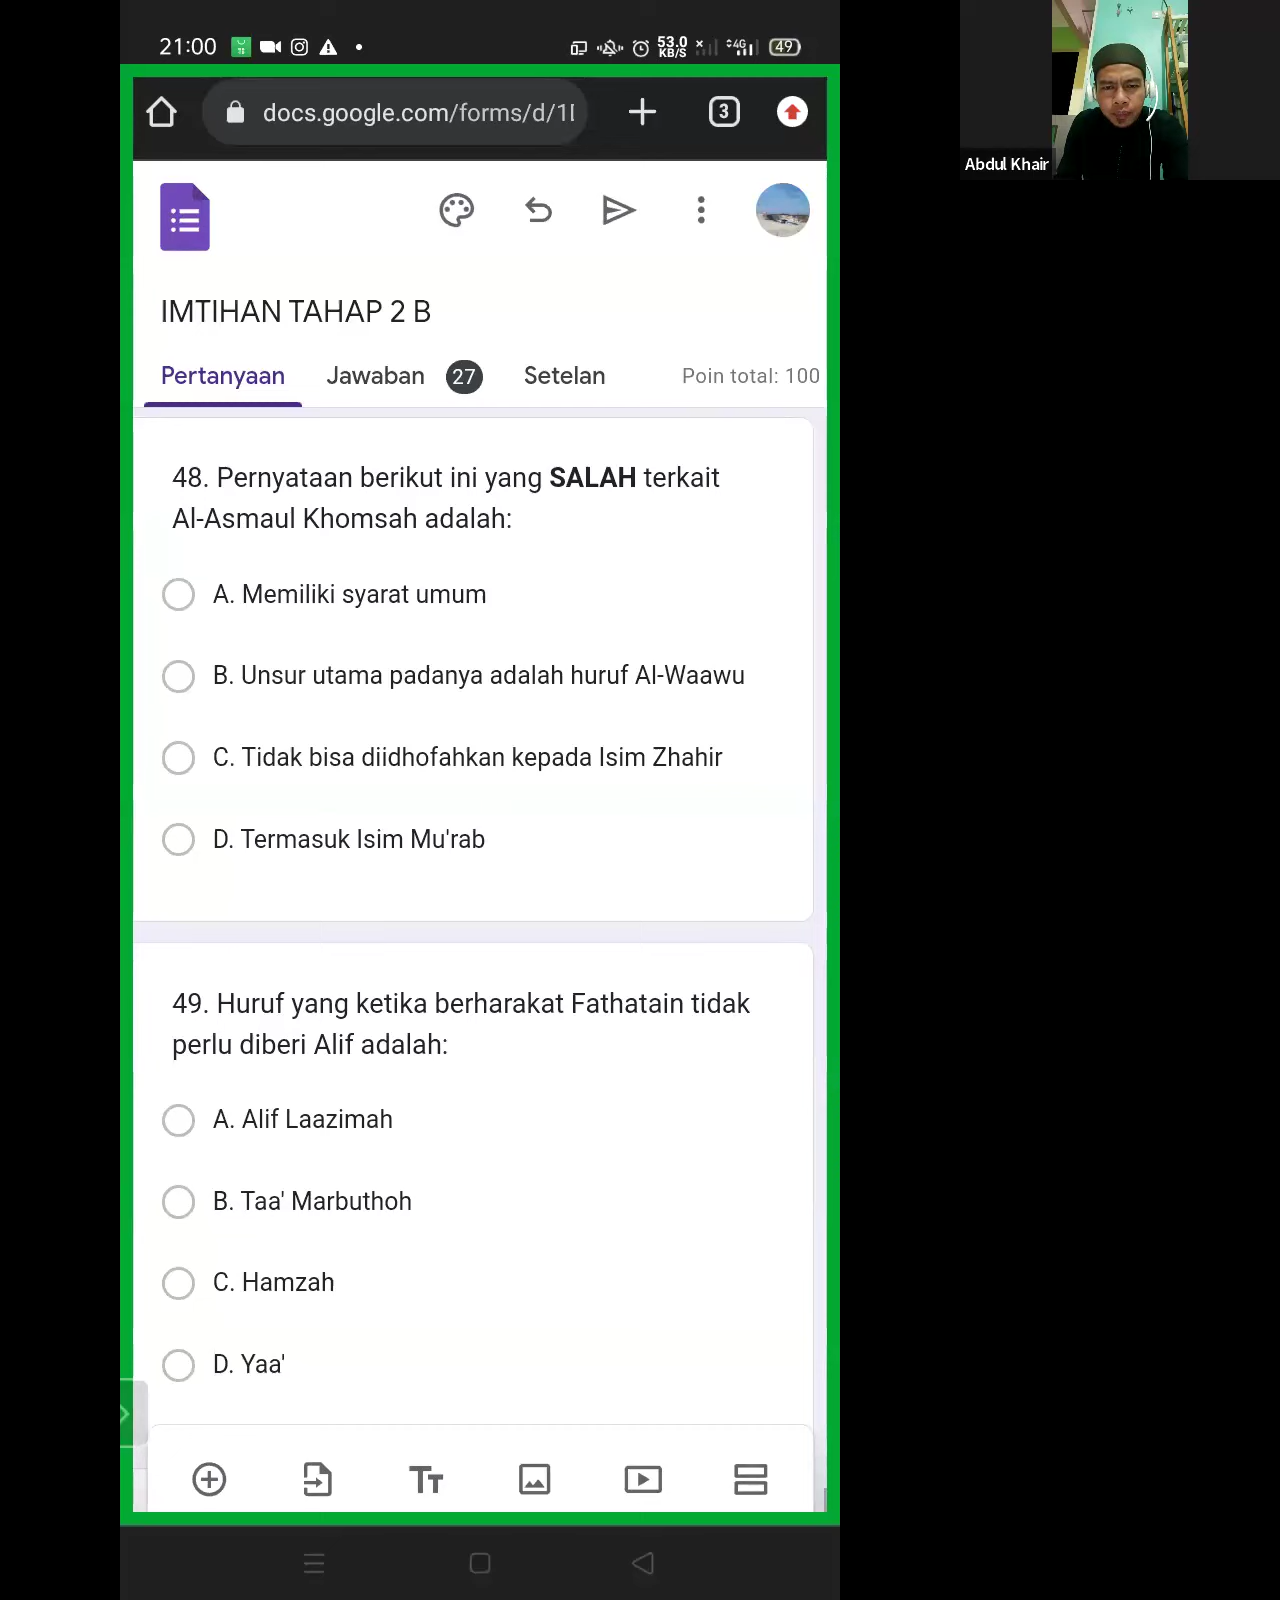 21:00
53.0
KB/S
4G
49
docs.google.com/forms/d/1
3
Abdul Khair
IMTIHAN TAHAP 2 B
Pertanyaan
Jawaban 27
Setelan
Poin total: 100
48. Pernyataan berikut ini yang SALAH terkait
Al-Asmaul Khomsah adalah:
A. Memiliki syarat umum
B. Unsur utama padanya adalah huruf Al-Waawu
C. Tidak bisa diidhofahkan kepada Isim Zhahir
D. Termasuk Isim Mu'rab
49. Huruf yang ketika berharakat Fathatain tidak
perlu diberi Alif adalah:
A. Alif Laazimah
B. Taa' Marbuthoh
C. Hamzah
D. Yaa'
Tт